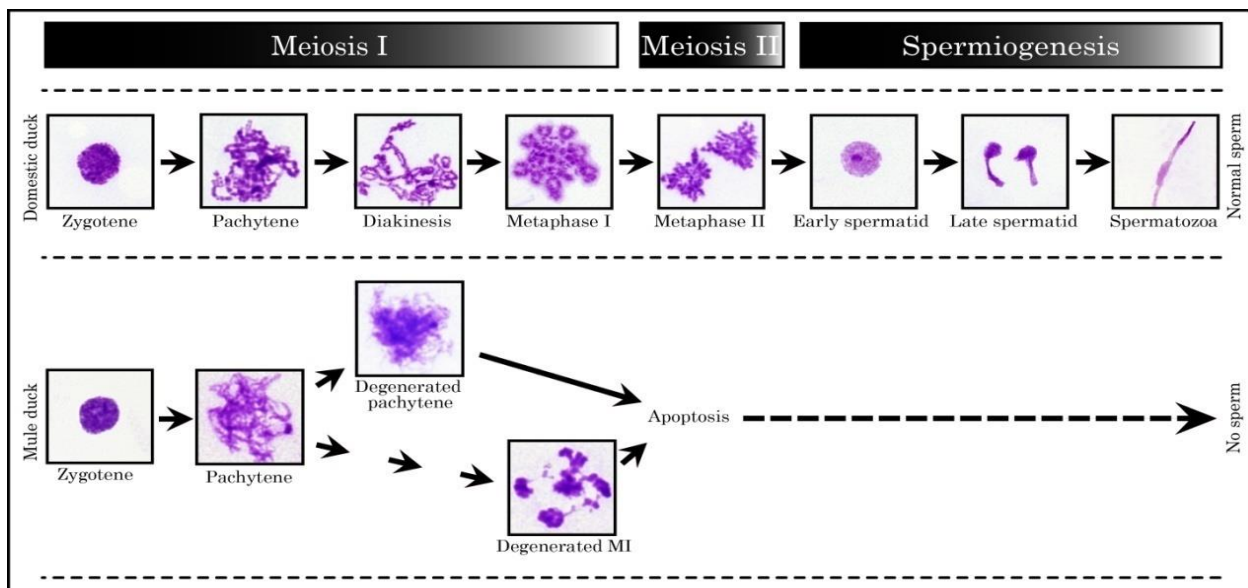 Meiosis I
Meiosis II
Spermiogenesis
Domestic duck
Zygotene
Pachytene
Diakinesis
Metaphase I
Metaphase II
Early spermatid
Late spermatid
Spermatozoa
Normal sperm
Mule duck
Zygotene
Pachytene
Degenerated
pachytene
Degenerated MI
Apoptosis
No sperm